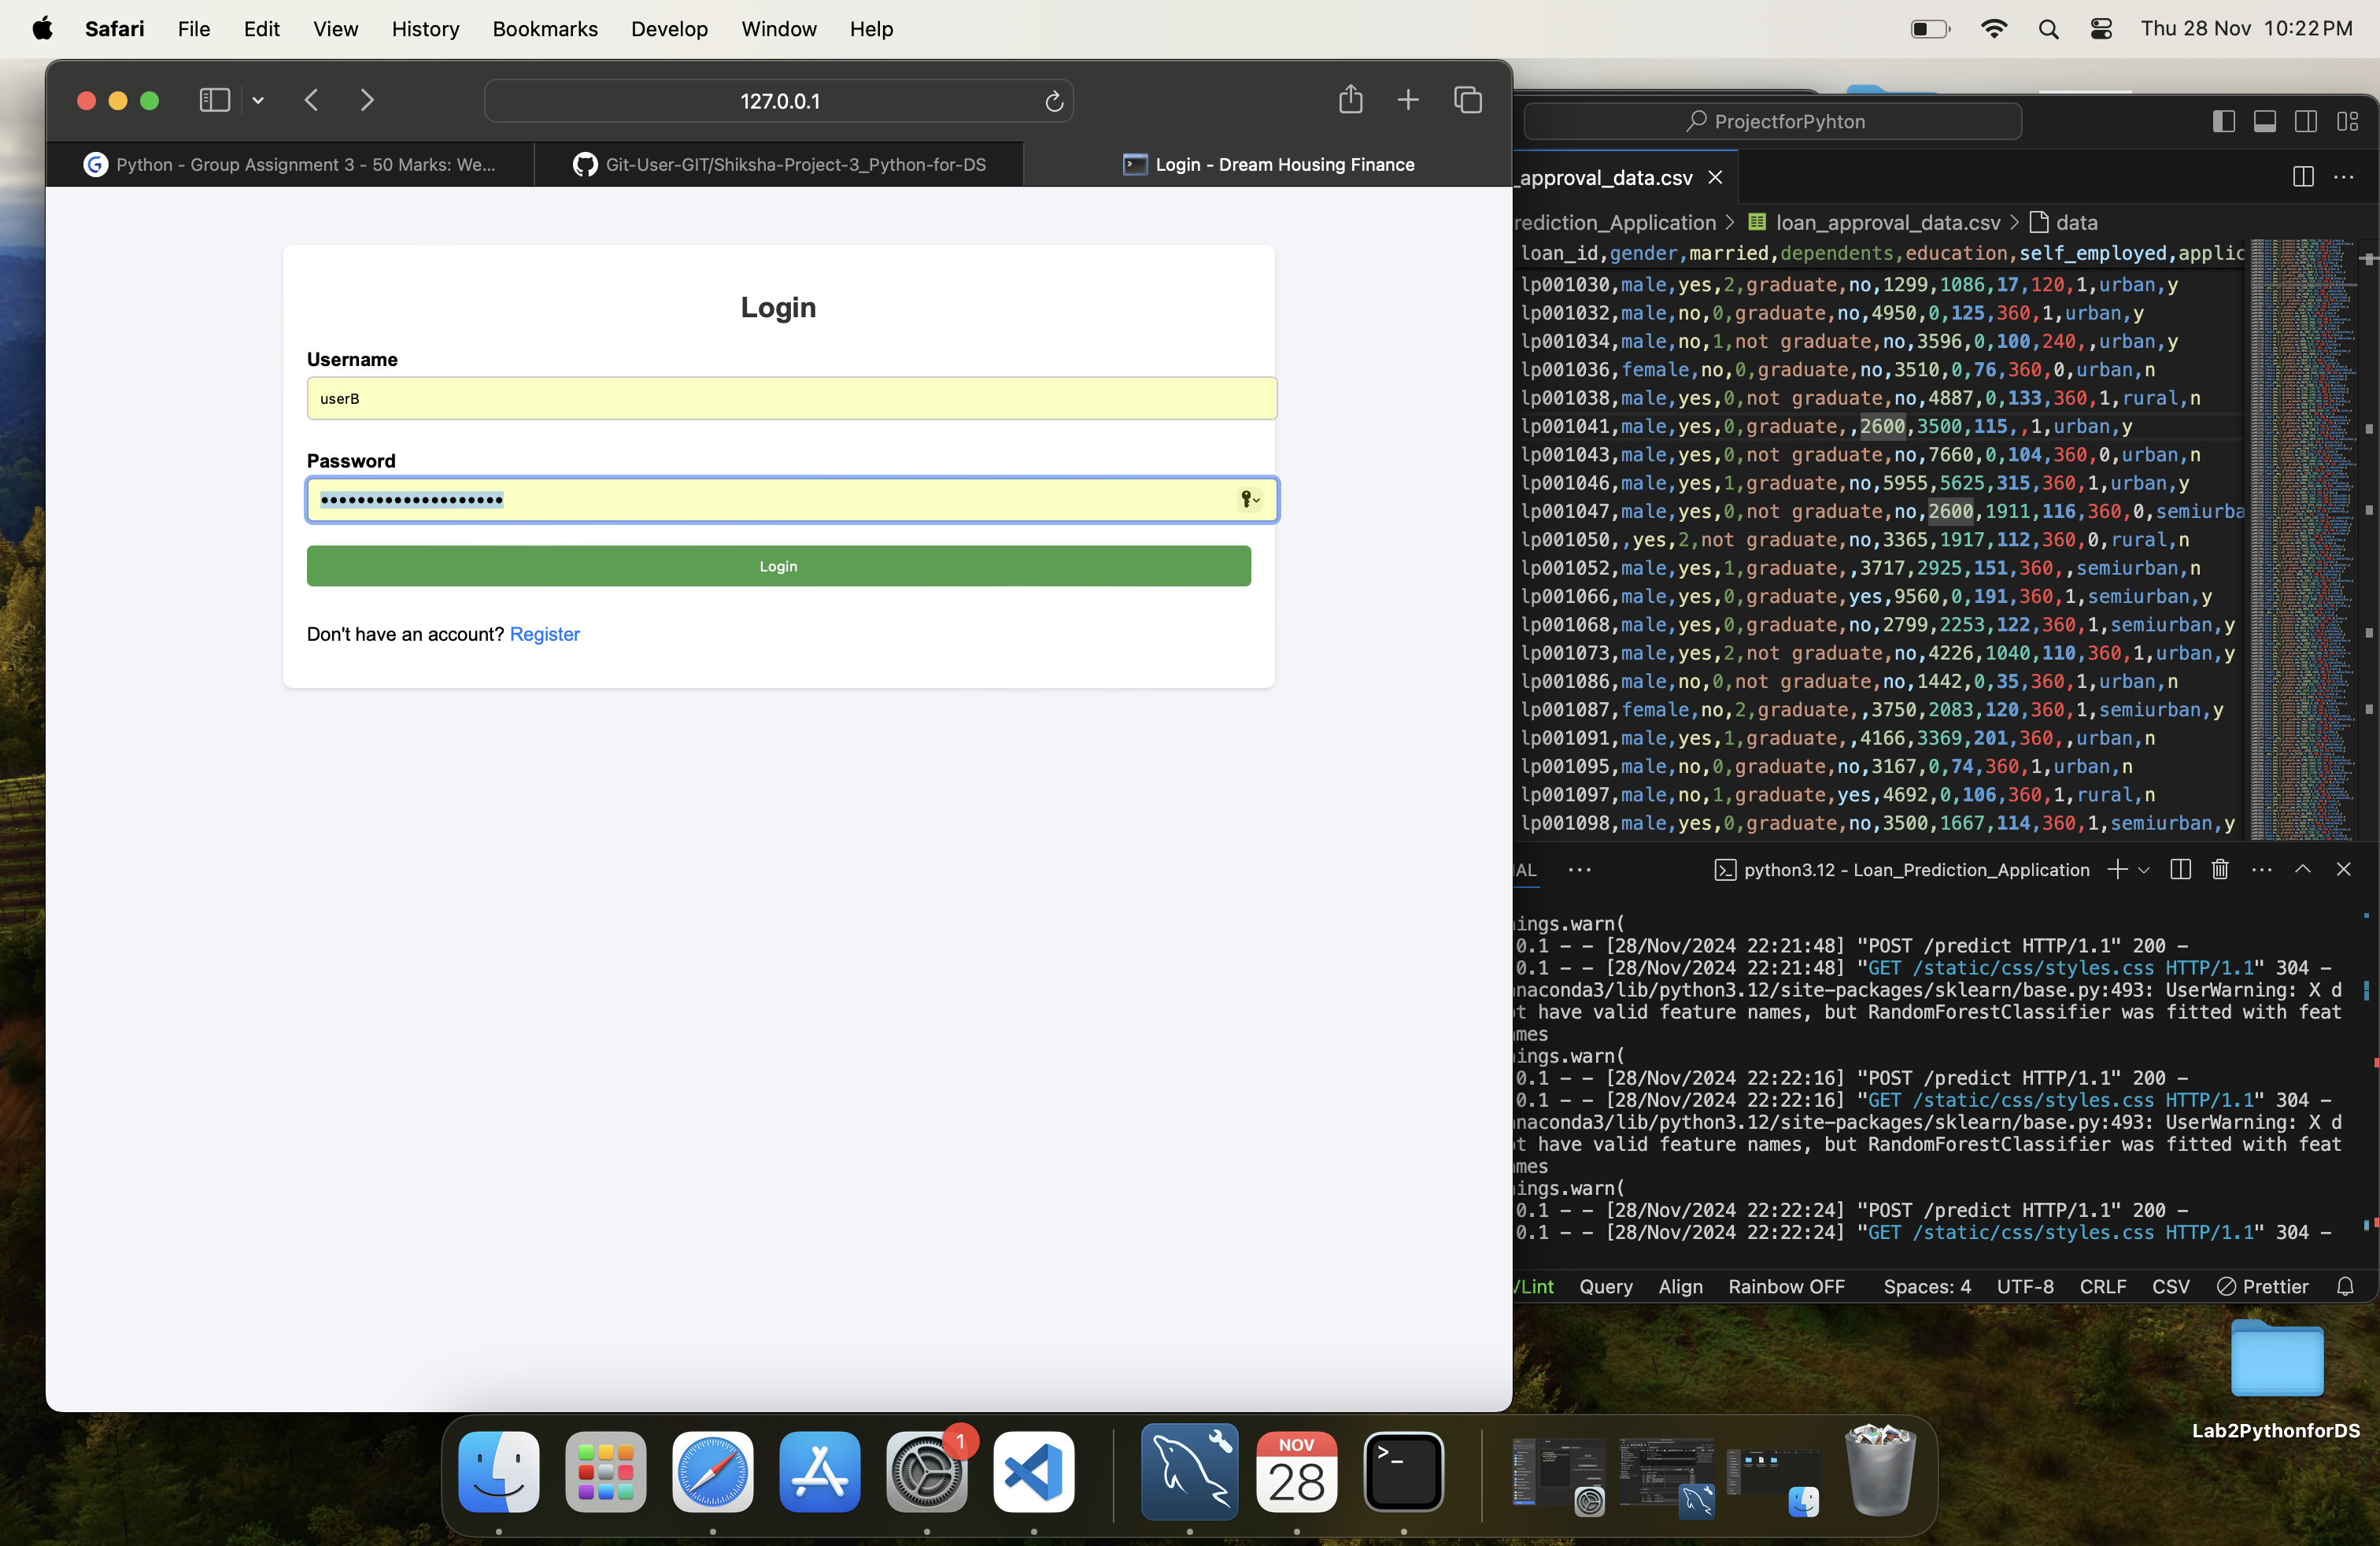 Safari File Edit View History Bookmarks Develop Window Help Thu 28 Nov 10:22 PM
127.0.0.1
Python - Group Assignment 3 - 50 Marks: We... Git-User-GIT/Shiksha-Project-3_Python-for-DS Login - Dream Housing Finance
Login
Username
userB
Password
••••••••••••••••••••
Login
Don't have an account? Register
ProjectforPyhton
_approval_data.csv
rediction_Application > loan_approval_data.csv > data
loan_id,gender,married,dependents,education,self_employed,applic
lp001030,male,yes,2,graduate,no,1299,1086,17,120,1,urban,y
lp001032,male,no,0,graduate,no,4950,0,125,360,1,urban,y
lp001034,male,no,1,not graduate,no,3596,0,100,240,,urban,y
lp001036,female,no,0,graduate,no,3510,0,76,360,0,urban,n
lp001038,male,yes,0,not graduate,no,4887,0,133,360,1,rural,n
lp001041,male,yes,0,graduate,,2600,3500,115,,1,urban,y
lp001043,male,yes,0,not graduate,no,7660,0,104,360,0,urban,n
lp001046,male,yes,1,graduate,no,5955,5625,315,360,1,urban,y
lp001047,male,yes,0,not graduate,no,2600,1911,116,360,0,semiurba
lp001050,,yes,2,not graduate,no,3365,1917,112,360,0,rural,n
lp001052,male,yes,1,graduate,,3717,2925,151,360,,semiurban,n
lp001066,male,yes,0,graduate,yes,9560,0,191,360,1,semiurban,y
lp001068,male,yes,0,graduate,no,2799,2253,122,360,1,semiurban,y
lp001073,male,yes,2,not graduate,no,4226,1040,110,360,1,urban,y
lp001086,male,no,0,not graduate,no,1442,0,35,360,1,urban,n
lp001087,female,no,2,graduate,,3750,2083,120,360,1,semiurban,y
lp001091,male,yes,1,graduate,,4166,3369,201,360,,urban,n
lp001095,male,no,0,graduate,no,3167,0,74,360,1,urban,n
lp001097,male,no,1,graduate,yes,4692,0,106,360,1,rural,n
lp001098,male,yes,0,graduate,no,3500,1667,114,360,1,semiurban,y
AL ... python3.12 - Loan_Prediction_Application
ings.warn(
0.1 - - [28/Nov/2024 22:21:48] "POST /predict HTTP/1.1" 200 -
0.1 - - [28/Nov/2024 22:21:48] "GET /static/css/styles.css HTTP/1.1" 304 -
naconda3/lib/python3.12/site-packages/sklearn/base.py:493: UserWarning: X d
t have valid feature names, but RandomForestClassifier was fitted with feat
mes
ings.warn(
0.1 - - [28/Nov/2024 22:22:16] "POST /predict HTTP/1.1" 200 -
0.1 - - [28/Nov/2024 22:22:16] "GET /static/css/styles.css HTTP/1.1" 304 -
naconda3/lib/python3.12/site-packages/sklearn/base.py:493: UserWarning: X d
t have valid feature names, but RandomForestClassifier was fitted with feat
mes
ings.warn(
0.1 - - [28/Nov/2024 22:22:24] "POST /predict HTTP/1.1" 200 -
0.1 - - [28/Nov/2024 22:22:24] "GET /static/css/styles.css HTTP/1.1" 304 -
VLint Query Align Rainbow OFF Spaces: 4 UTF-8 CRLF CSV Prettier
Lab2PythonforDS
1
NOV
28